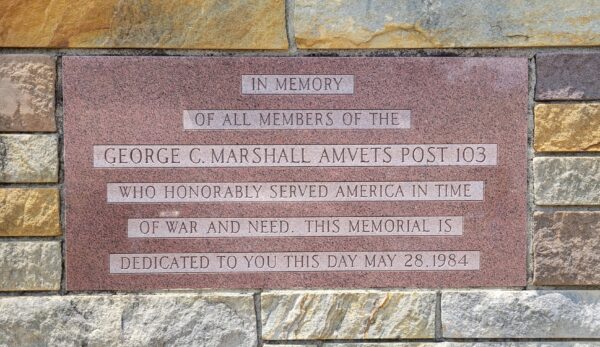 IN MEMORY
OF ALL MEMBERS OF THE
GEORGE C. MARSHALL AMVETS POST 103
WHO HONORABLY SERVED AMERICA IN TIME
OF WAR AND NEED. THIS MEMORIAL IS
DEDICATED TO YOU THIS DAY MAY 28, 1984